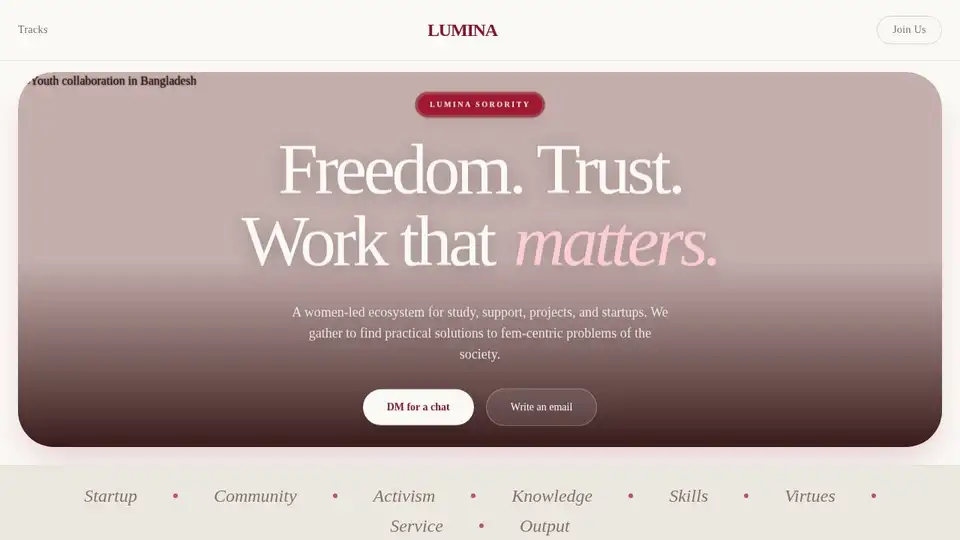 Tracks
LUMINA
Join Us
Youth collaboration in Bangladesh
LUMINA SORORITY
Freedom. Trust.
Work that matters.
A women-led ecosystem for study, support, projects, and startups. We
gather to find practical solutions to fem-centric problems of the
society.
DM for a chat
Write an email
Startup • Community • Activism • Knowledge • Skills • Virtues •
Service • Output